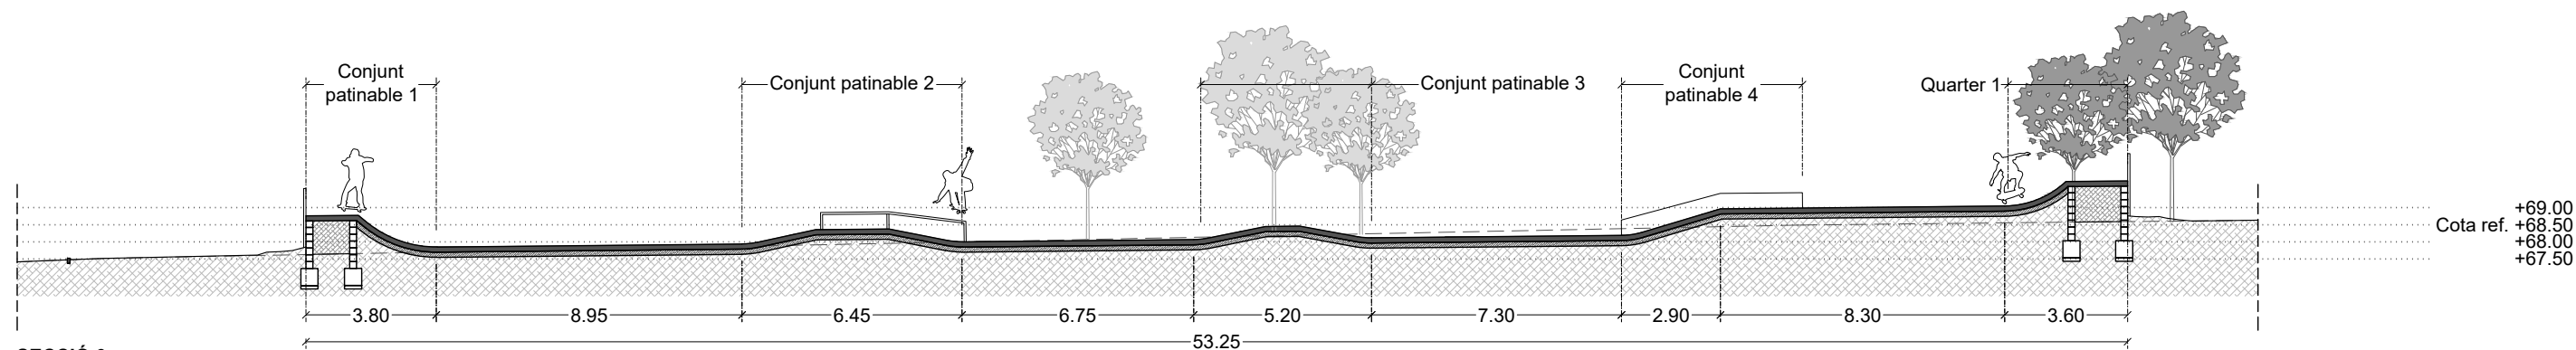 Conjunt
patinable 1
Conjunt patinable 2
Conjunt patinable 3
Conjunt
patinable 4
Quarter 1
+69.00
Cota ref. +68.50
+68.00
+67.50
3.80 8.95 6.45 6.75 5.20 7.30 2.90 8.30 3.60
53.25